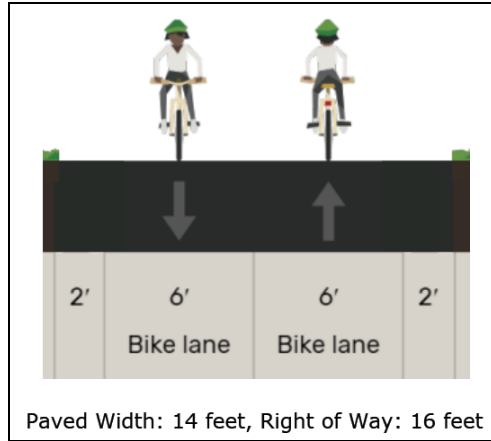 2′ 6′ 6′ 2′
Bike lane Bike lane
Paved Width: 14 feet, Right of Way: 16 feet